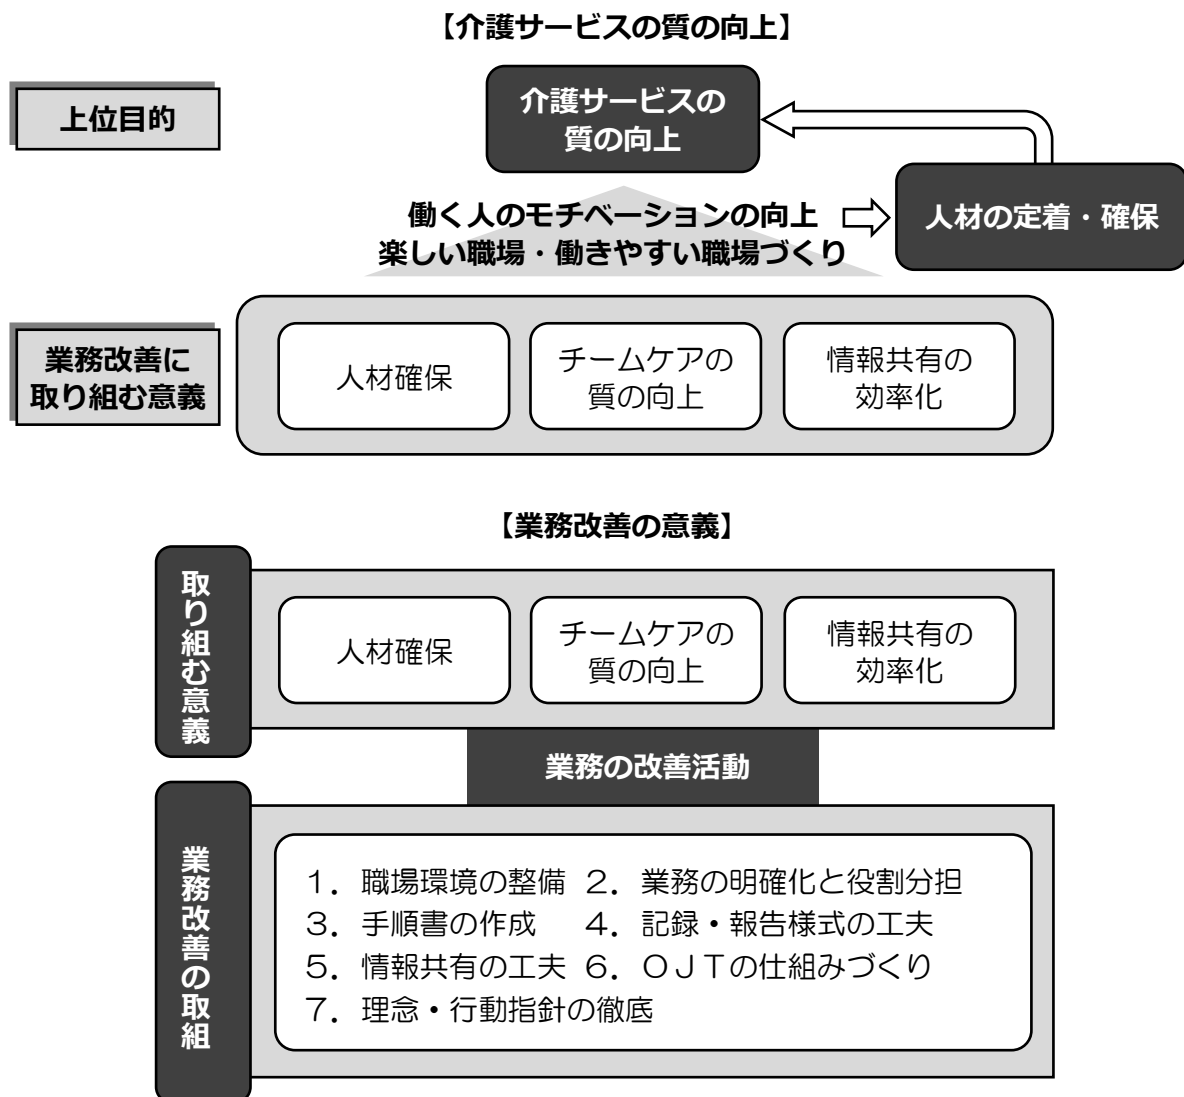 【介護サービスの質の向上】
上位目的
介護サービスの
質の向上
働く人のモチベーションの向上
楽しい職場・働きやすい職場づくり
人材の定着・確保
業務改善に
取り組む意義
人材確保
チームケアの
質の向上
情報共有の
効率化
【業務改善の意義】
取り組む意義
人材確保
チームケアの
質の向上
情報共有の
効率化
業務の改善活動
業務改善の取組
１．職場環境の整備 ２．業務の明確化と役割分担
３．手順書の作成 ４．記録・報告様式の工夫
５．情報共有の工夫 ６．ＯＪＴの仕組みづくり
７．理念・行動指針の徹底